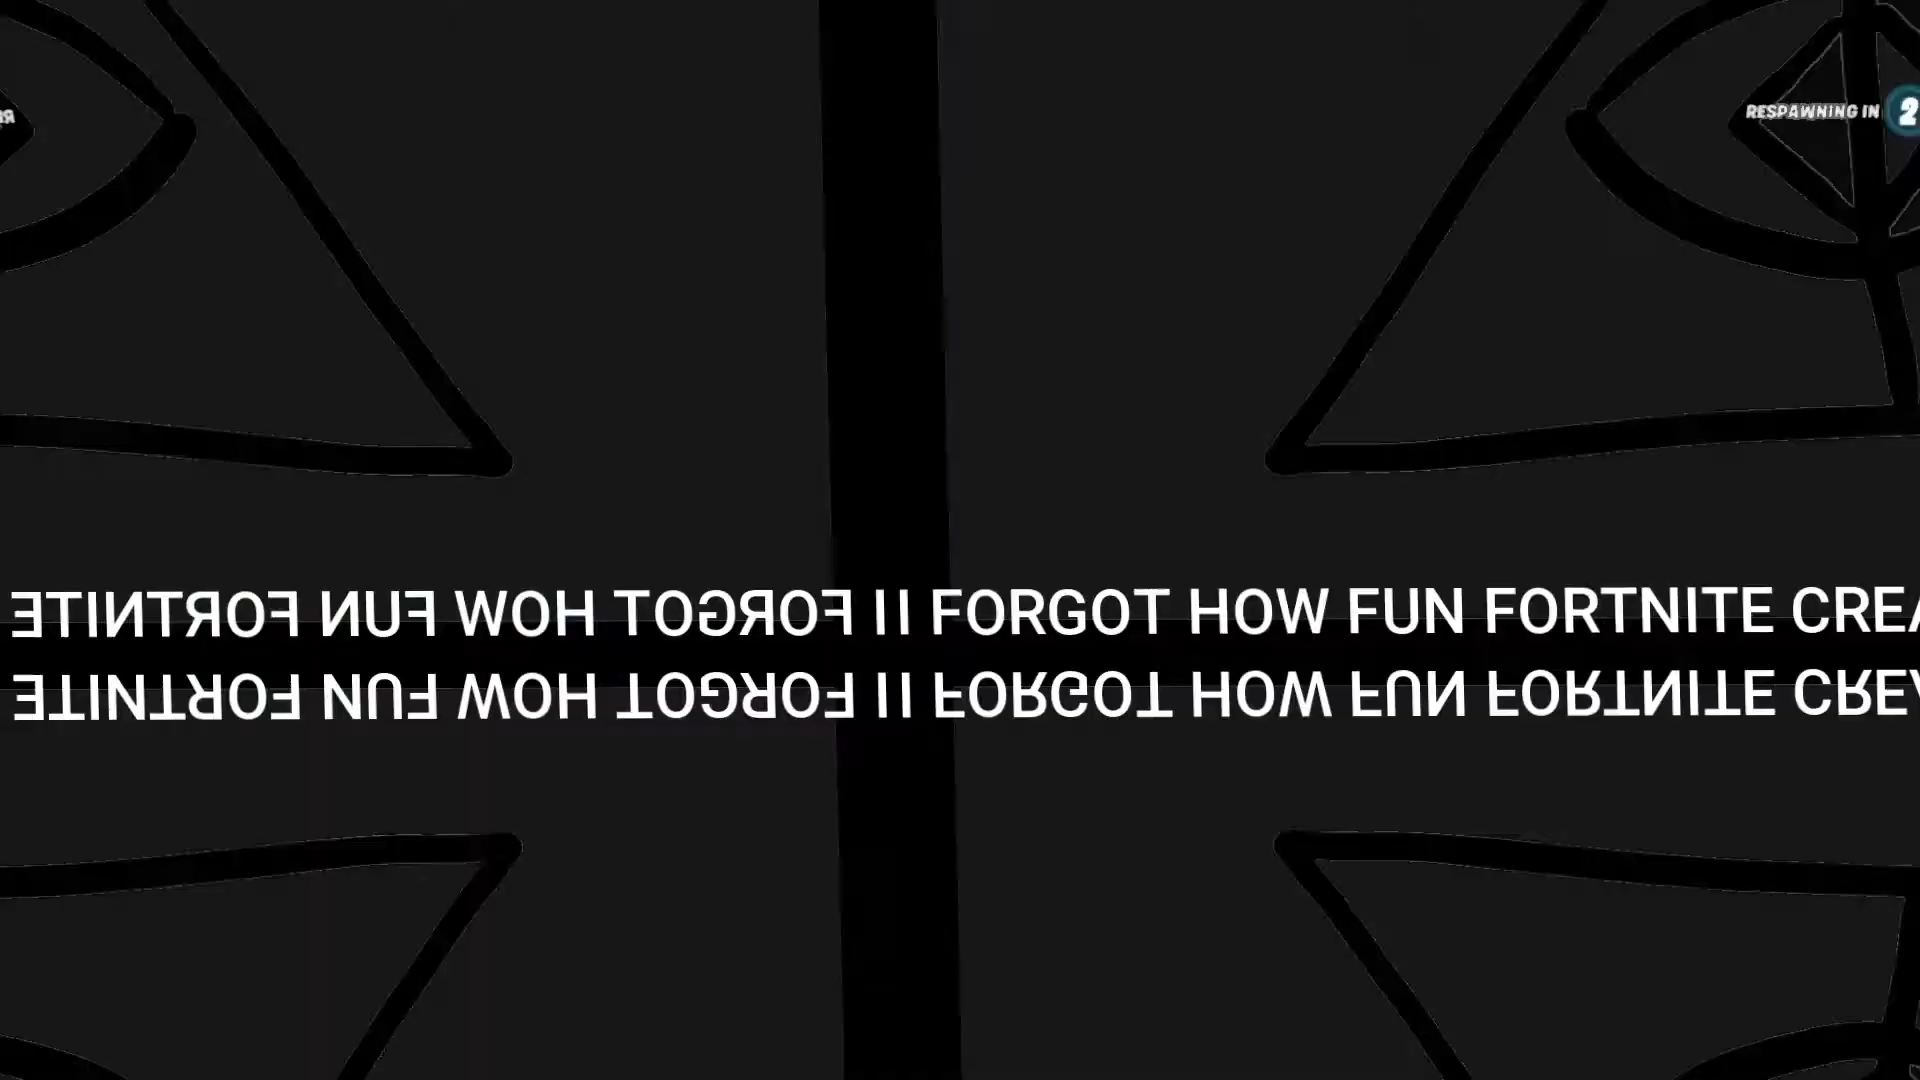 RESPAWNING IN 2
ETINTROF NUF WOH TOGROF I I FORGOT HOW FUN FORTNITE CREA
ETINTROF NUF WOH TOGROF I I FORGOT HOW FUN FORTNITE CREA